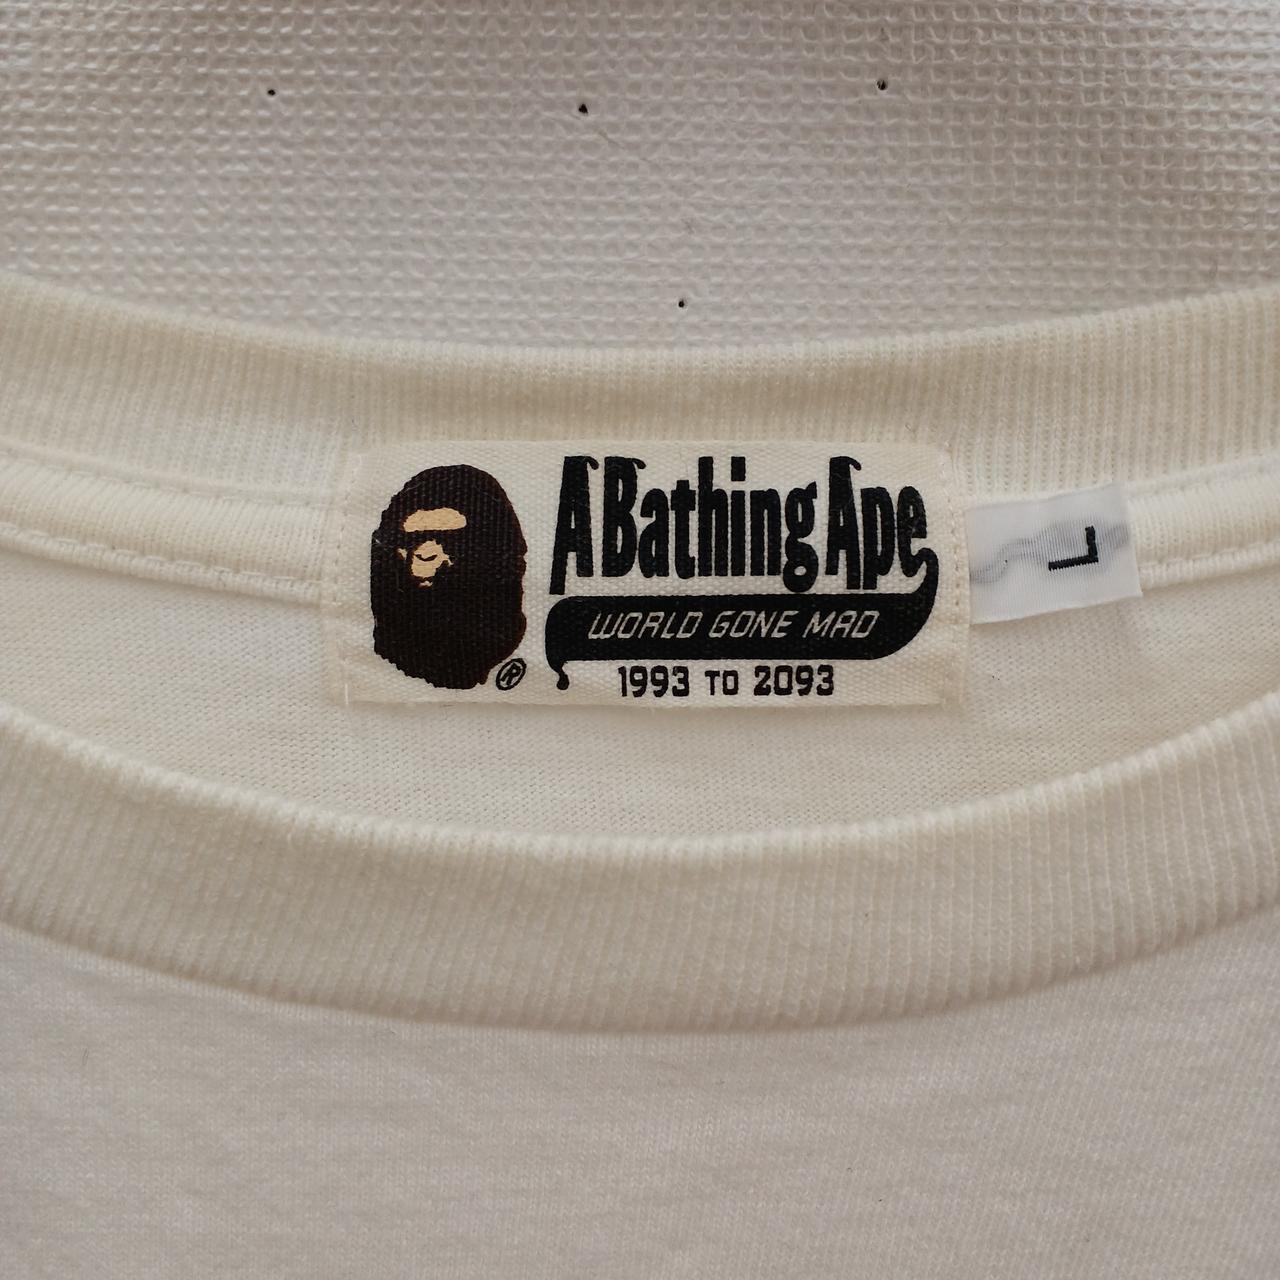 A Bathing Ape
WORLD GONE MAD
1993 TO 2093
®
L